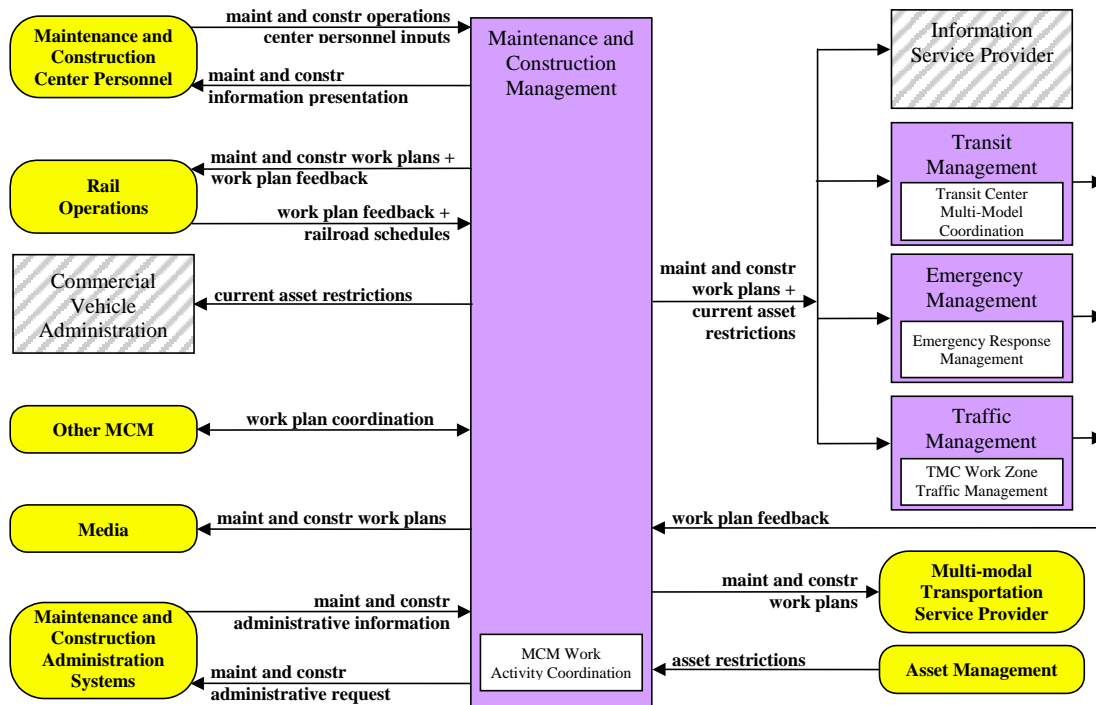 maint and constr operations
center personnel inputs
Maintenance and
Construction
Center Personnel
maint and constr
information presentation
Maintenance and
Construction
Management
Information
Service Provider
maint and constr work plans +
work plan feedback
Rail
Operations
work plan feedback +
railroad schedules
Transit
Management
Transit Center
Multi-Model
Coordination
Commercial
Vehicle
Administration
current asset restrictions
maint and constr
work plans +
current asset
restrictions
Emergency
Management
Emergency Response
Management
Other MCM
work plan coordination
Traffic
Management
TMC Work Zone
Traffic Management
Media
maint and constr work plans
work plan feedback
maint and constr
work plans
Multi-modal
Transportation
Service Provider
Maintenance and
Construction
Administration
Systems
maint and constr
administrative information
maint and constr
administrative request
MCM Work
Activity Coordination
asset restrictions
Asset Management